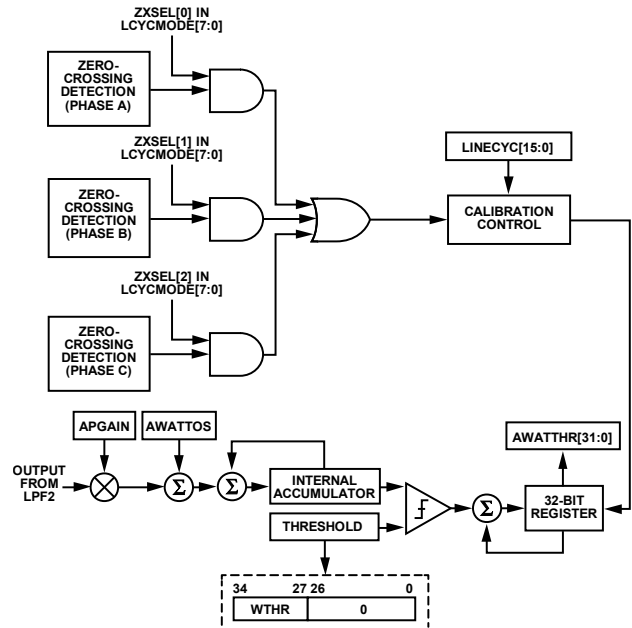 ZXSEL[0] IN
LCYCMODE[7:0]
ZERO-
CROSSING
DETECTION
(PHASE A)
ZXSEL[1] IN
LCYCMODE[7:0]
ZERO-
CROSSING
DETECTION
(PHASE B)
LINECYC[15:0]
CALIBRATION
CONTROL
ZXSEL[2] IN
LCYCMODE[7:0]
ZERO-
CROSSING
DETECTION
(PHASE C)
APGAIN
AWATTOS
AWATTHR[31:0]
OUTPUT
FROM
LPF2
Σ
Σ
INTERNAL
ACCUMULATOR
Σ
32-BIT
REGISTER
THRESHOLD
34
27 26
0
WTHR
0